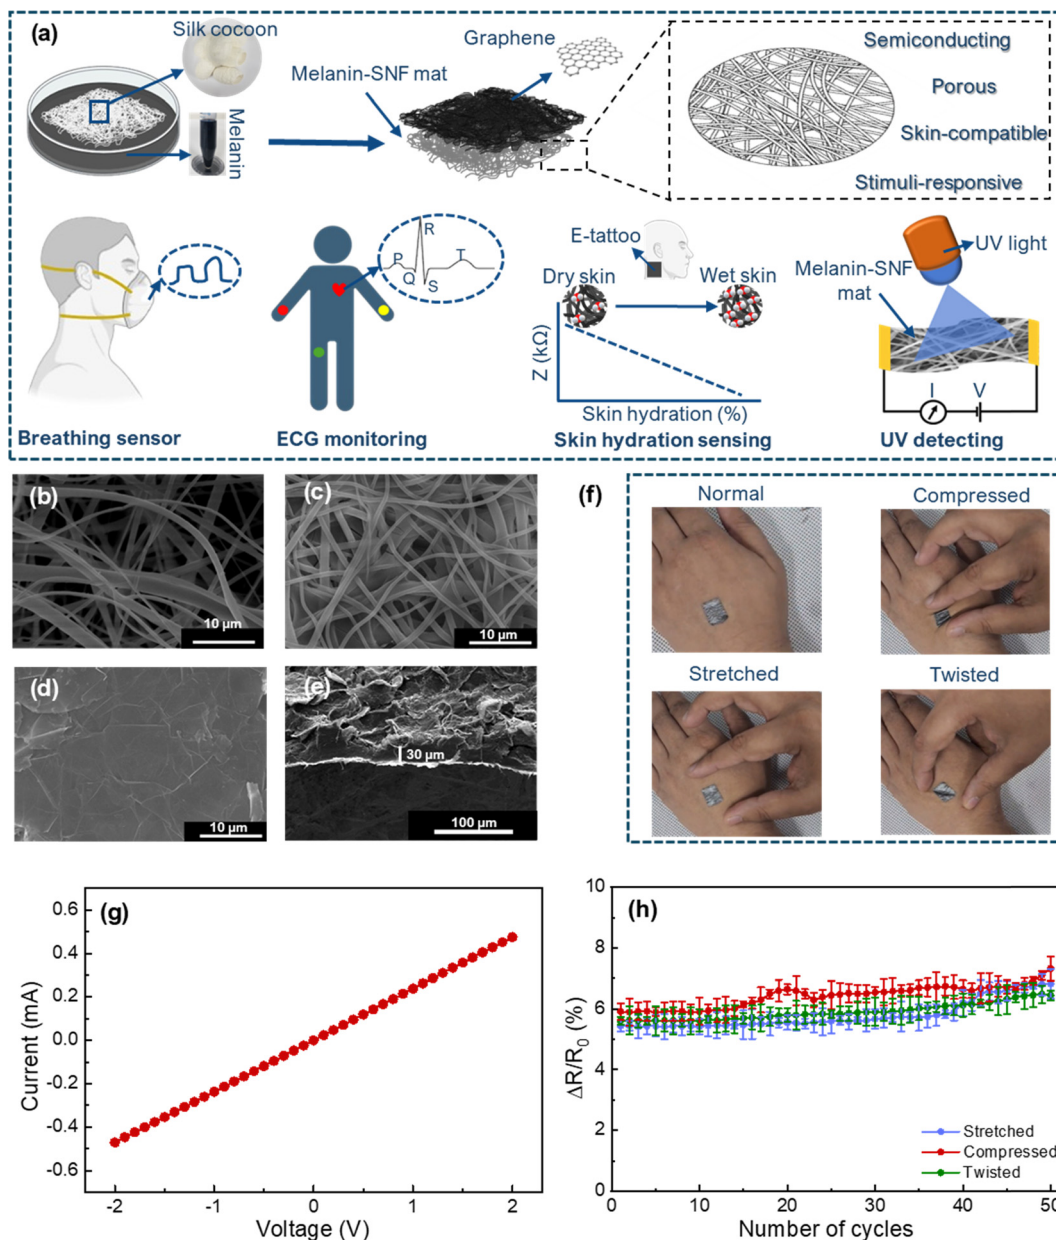 (a)
Silk cocoon
Melanin
Melanin-SNF mat
Graphene
Semiconducting
Porous
Skin-compatible
Stimuli-responsive
Breathing sensor
P
Q
R
S
T
ECG monitoring
E-tattoo
Dry skin
Wet skin
Z (kΩ)
Skin hydration (%)
Skin hydration sensing
UV light
Melanin-SNF
mat
I
V
UV detecting
(b)
10 µm
(c)
10 µm
(d)
10 µm
(e)
30 µm
100 µm
(f)
Normal
Compressed
Stretched
Twisted
(g)
Current (mA)
0.6
0.4
0.2
0.0
-0.2
-0.4
-0.6
-2
-1
0
1
2
Voltage (V)
(h)
ΔR/R0 (%)
10
8
6
4
2
0
Stretched
Compressed
Twisted
0
10
20
30
40
50
Number of cycles